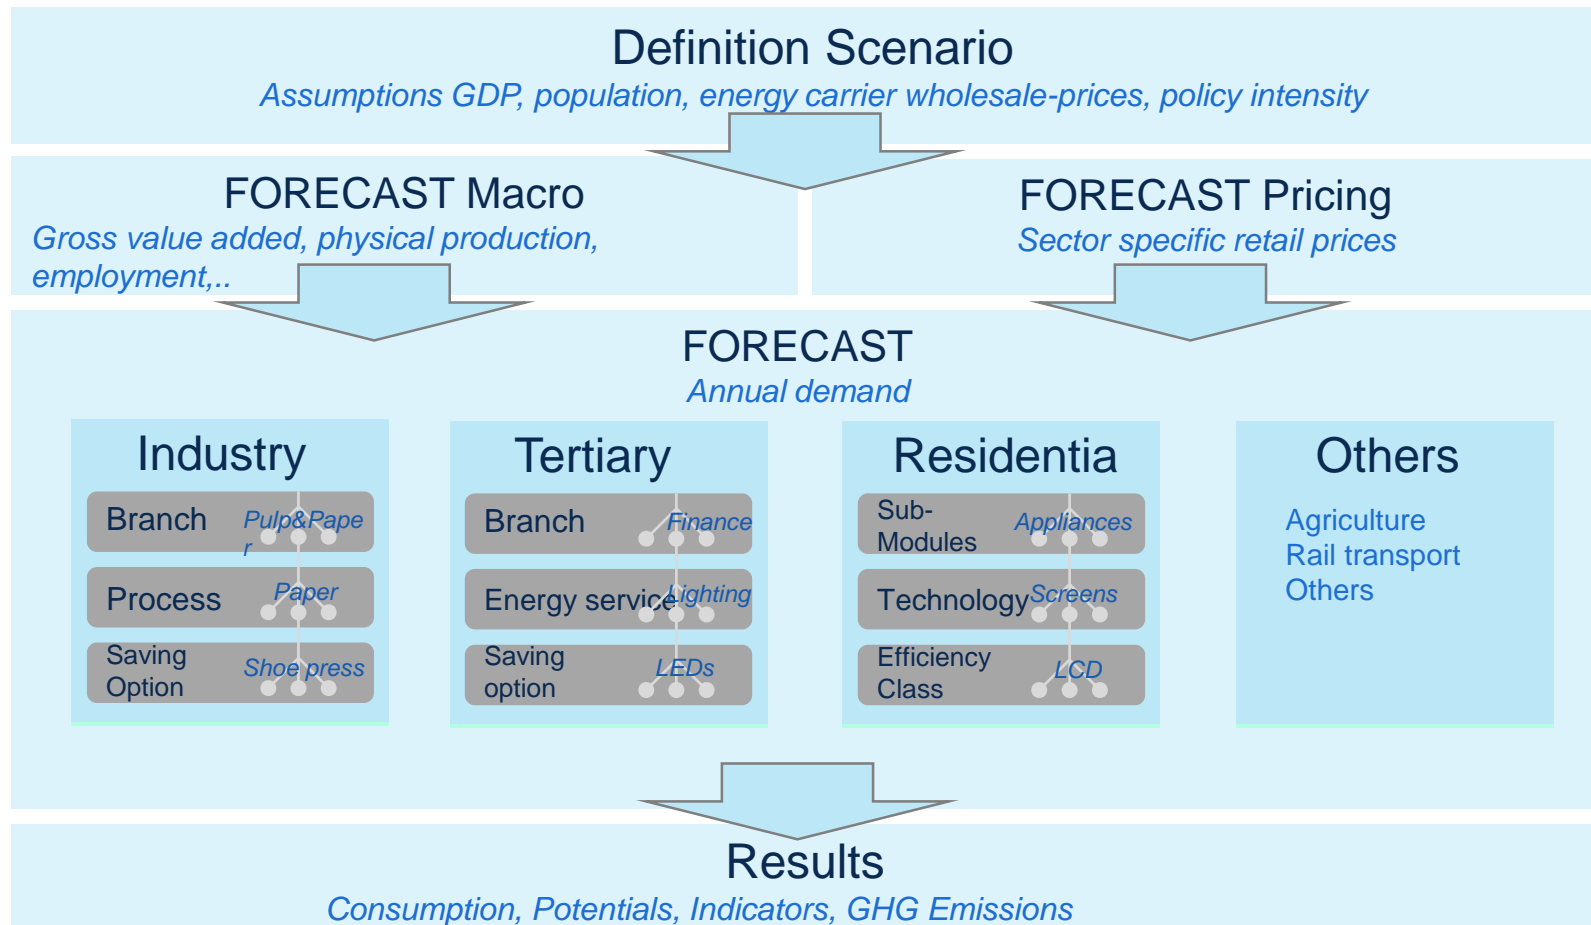 Definition Scenario
Assumptions GDP, population, energy carrier wholesale-prices, policy intensity
FORECAST Macro
Gross value added, physical production,
employment,..
FORECAST Pricing
Sector specific retail prices
FORECAST
Annual demand
Industry
Branch
Pulp&Pape
r
Process
Paper
Saving
Option
Shoe press
Tertiary
Branch
Finance
Energy service
Lighting
Saving
option
LEDs
Residentia
Sub-
Modules
Appliances
Technology
Screens
Efficiency
Class
LCD
Others
Agriculture
Rail transport
Others
Results
Consumption, Potentials, Indicators, GHG Emissions